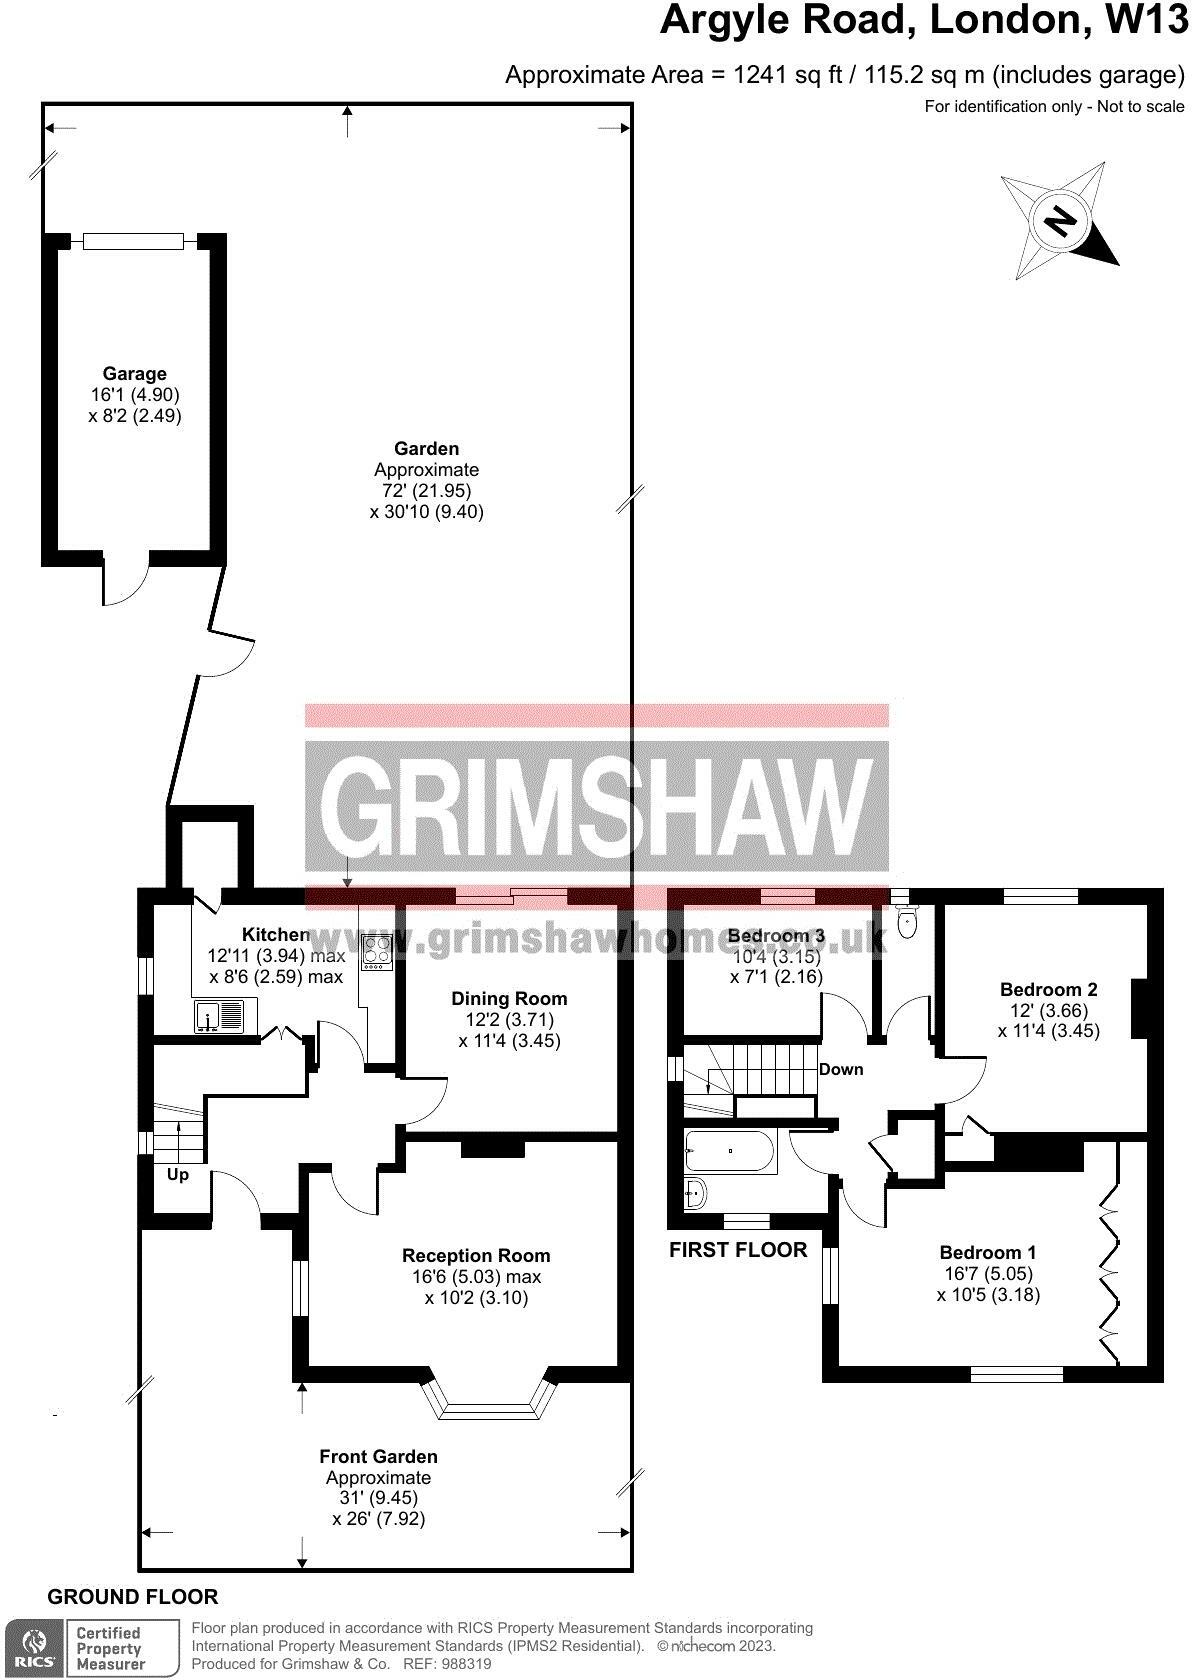 Argyle Road, London, W13
Approximate Area = 1241 sq ft / 115.2 sq m (includes garage)
For identification only - Not to scale
N
Garage
16'1 (4.90)
x 8'2 (2.49)
Garden
Approximate
72' (21.95)
x 30'10 (9.40)
GRIMSHAW
www.grimshawhomes.co.uk
Kitchen
12'11 (3.94) max
x 8'6 (2.59) max
Dining Room
12'2 (3.71)
x 11'4 (3.45)
Up
Reception Room
16'6 (5.03) max
x 10'2 (3.10)
Front Garden
Approximate
31' (9.45)
x 26' (7.92)
GROUND FLOOR
Bedroom 3
10'4 (3.15)
x 7'1 (2.16)
Bedroom 2
12' (3.66)
x 11'4 (3.45)
Down
Bedroom 1
16'7 (5.05)
x 10'5 (3.18)
FIRST FLOOR
RICS
Certified
Property
Measurer
Floor plan produced in accordance with RICS Property Measurement Standards incorporating
International Property Measurement Standards (IPMS2 Residential). © nichecom 2023.
Produced for Grimshaw & Co. REF: 988319